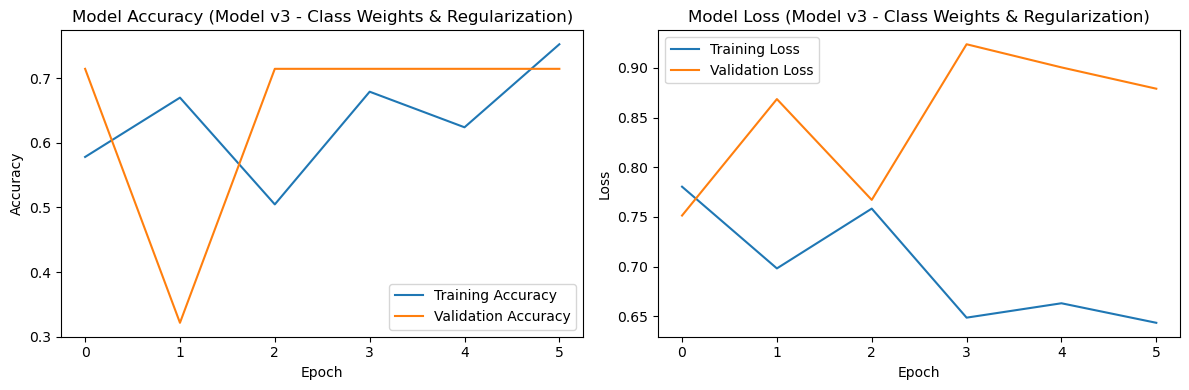 Model Accuracy (Model v3 - Class Weights & Regularization)
0.7
0.6
0.5
0.4
0.3
Accuracy
0 1 2 3 4 5
Epoch
Training Accuracy
Validation Accuracy
Model Loss (Model v3 - Class Weights & Regularization)
Training Loss
Validation Loss
0.90
0.85
0.80
0.75
0.70
0.65
Loss
0 1 2 3 4 5
Epoch